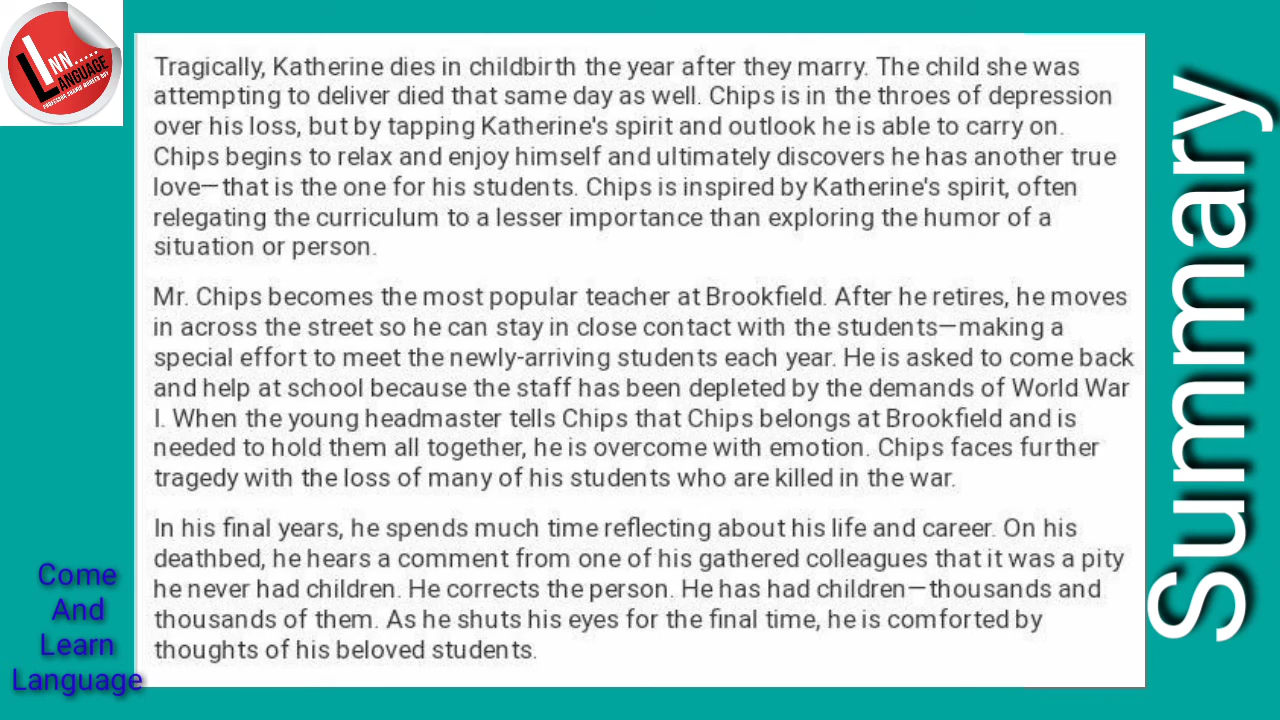 LINN.....
LANGUAGE
Tragically, Katherine dies in childbirth the year after they marry. The child she was
attempting to deliver died that same day as well. Chips is in the throes of depression
over his loss, but by tapping Katherine's spirit and outlook he is able to carry on.
Chips begins to relax and enjoy himself and ultimately discovers he has another true
love—that is the one for his students. Chips is inspired by Katherine's spirit, often
relegating the curriculum to a lesser importance than exploring the humor of a
situation or person.
Mr. Chips becomes the most popular teacher at Brookfield. After he retires, he moves
in across the street so he can stay in close contact with the students—making a
special effort to meet the newly-arriving students each year. He is asked to come back
and help at school because the staff has been depleted by the demands of World War
I. When the young headmaster tells Chips that Chips belongs at Brookfield and is
needed to hold them all together, he is overcome with emotion. Chips faces further
tragedy with the loss of many of his students who are killed in the war.
In his final years, he spends much time reflecting about his life and career. On his
deathbed, he hears a comment from one of his gathered colleagues that it was a pity
he never had children. He corrects the person. He has had children—thousands and
thousands of them. As he shuts his eyes for the final time, he is comforted by
thoughts of his beloved students.
Come
And
Learn
Language
Summary